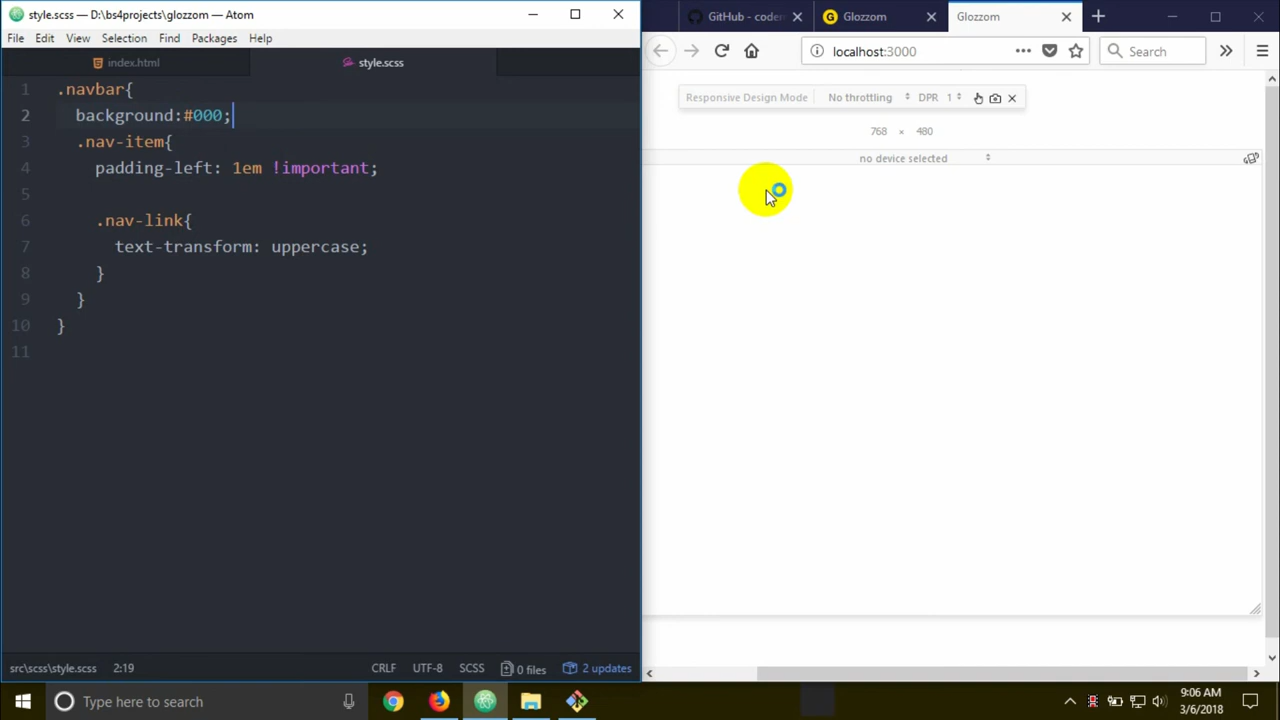 style.scss — D:\bs4projects\glozzom — Atom
File Edit View Selection Find Packages Help
index.html style.scss
1 .navbar{
2 background:#000;
3 .nav-item{
4 padding-left: 1em !important;
5
6 .nav-link{
7 text-transform: uppercase;
8 }
9 }
10 }
11
src\scss\style.scss 2:19 CRLF UTF-8 SCSS 0 files 2 updates
GitHub - coder Glozzom Glozzom
localhost:3000 Search
Responsive Design Mode No throttling DPR 1
768 × 480
no device selected
Type here to search
9:06 AM
3/6/2018